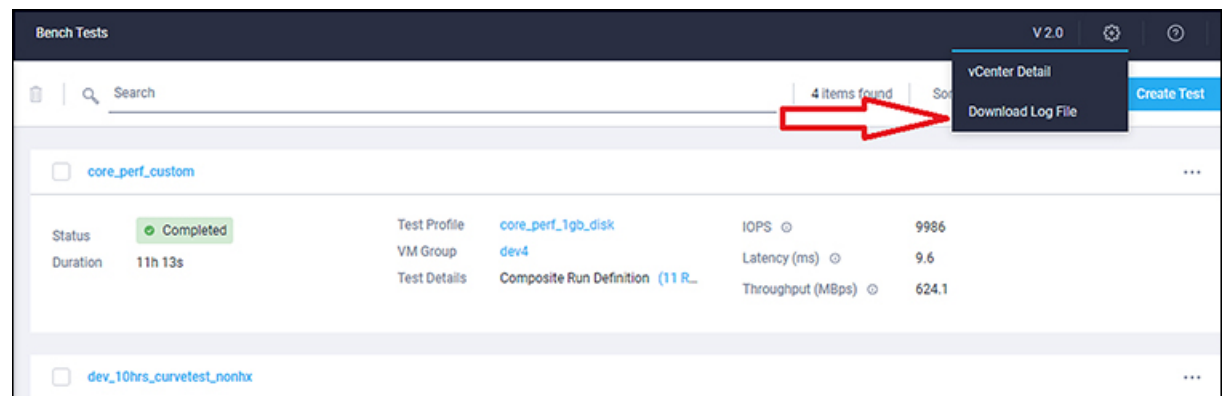 Bench Tests
V 2.0
vCenter Detail
Download Log File
Search
4 items found
Sor
Create Test
core_perf_custom
Status
Completed
Duration
11h 13s
Test Profile
core_perf_1gb_disk
VM Group
dev4
Test Details
Composite Run Definition (11 R...
IOPS
9986
Latency (ms)
9.6
Throughput (MBps)
624.1
dev_10hrs_curvetest_nonhx